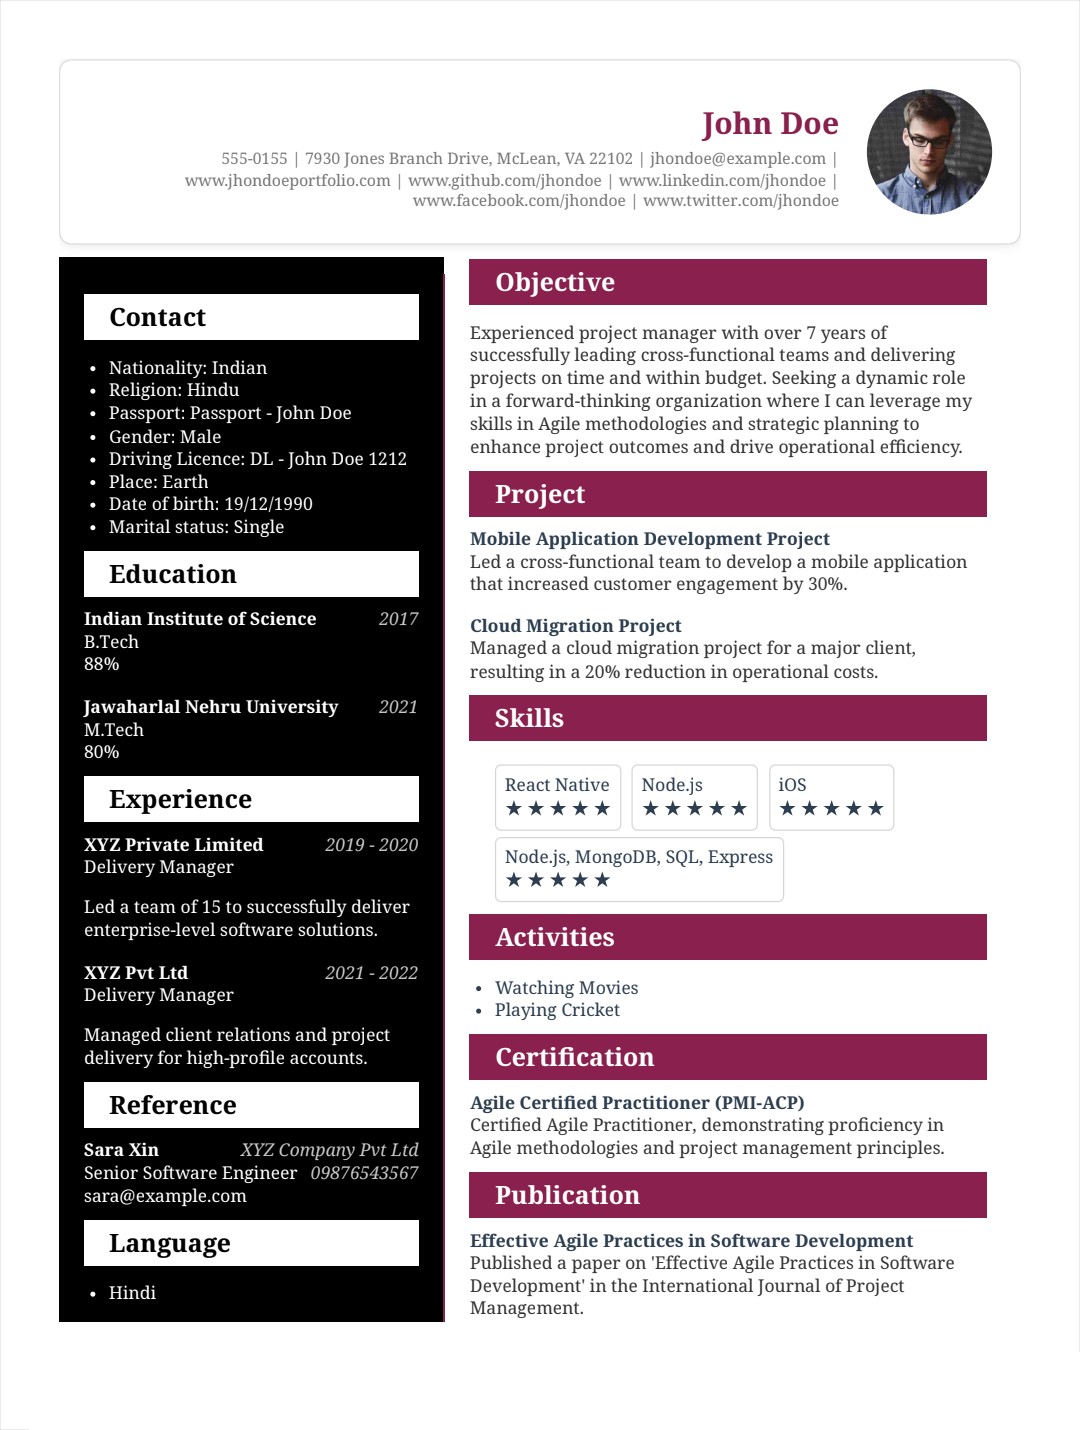 John Doe
555-0155 | 7930 Jones Branch Drive, McLean, VA 22102 | jhondoe@example.com |
www.jhondoeportfolio.com | www.github.com/jhondoe | www.linkedin.com/jhondoe |
www.facebook.com/jhondoe | www.twitter.com/jhondoe
Contact
• Nationality: Indian
• Religion: Hindu
• Passport: Passport - John Doe
• Gender: Male
• Driving Licence: DL - John Doe 1212
• Place: Earth
• Date of birth: 19/12/1990
• Marital status: Single
Education
Indian Institute of Science 2017
B.Tech
88%
Jawaharlal Nehru University 2021
M.Tech
80%
Experience
XYZ Private Limited 2019 - 2020
Delivery Manager
Led a team of 15 to successfully deliver
enterprise-level software solutions.
XYZ Pvt Ltd 2021 - 2022
Delivery Manager
Managed client relations and project
delivery for high-profile accounts.
Reference
Sara Xin XYZ Company Pvt Ltd
Senior Software Engineer 09876543567
sara@example.com
Language
• Hindi
Objective
Experienced project manager with over 7 years of
successfully leading cross-functional teams and delivering
projects on time and within budget. Seeking a dynamic role
in a forward-thinking organization where I can leverage my
skills in Agile methodologies and strategic planning to
enhance project outcomes and drive operational efficiency.
Project
Mobile Application Development Project
Led a cross-functional team to develop a mobile application
that increased customer engagement by 30%.
Cloud Migration Project
Managed a cloud migration project for a major client,
resulting in a 20% reduction in operational costs.
Skills
React Native Node.js iOS
★★★★★ ★★★★★ ★★★★★
Node.js, MongoDB, SQL, Express
★★★★★
Activities
• Watching Movies
• Playing Cricket
Certification
Agile Certified Practitioner (PMI-ACP)
Certified Agile Practitioner, demonstrating proficiency in
Agile methodologies and project management principles.
Publication
Effective Agile Practices in Software Development
Published a paper on 'Effective Agile Practices in Software
Development' in the International Journal of Project
Management.